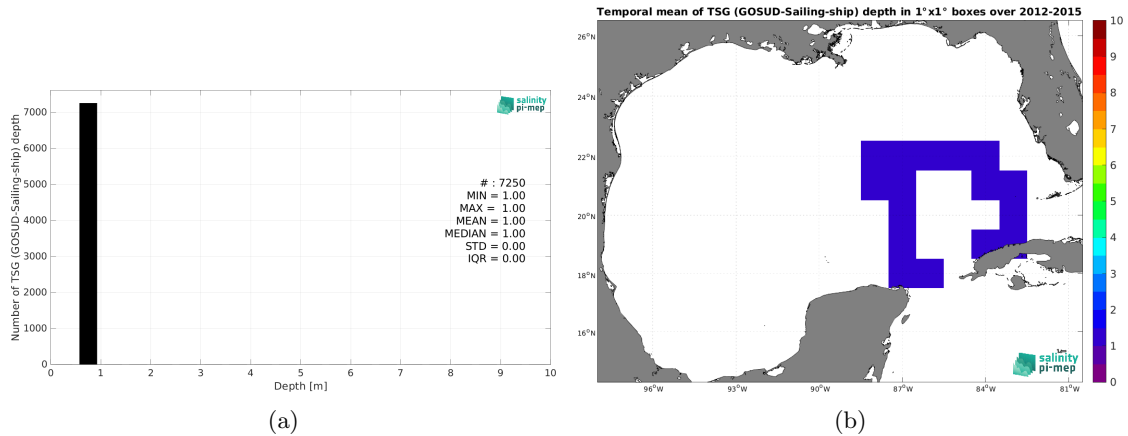 Temporal mean of TSG (GOSUD-Sailing-ship) depth in 1°x1° boxes over 2012-2015
Number of TSG (GOSUD-Sailing-ship) depth
7000
6000
5000
4000
3000
2000
1000
0
salinity
pi-mep
# : 7250
MIN = 1.00
MAX = 1.00
MEAN = 1.00
MEDIAN = 1.00
STD = 0.00
IQR = 0.00
0 1 2 3 4 5 6 7 8 9 10
Depth [m]
(a)
26°N
24°N
22°N
20°N
18°N
16°N
96°W 93°W 90°W 87°W 84°W 81°W
salinity
pi-mep
10
9
8
7
6
5
4
3
2
1
0
(b)